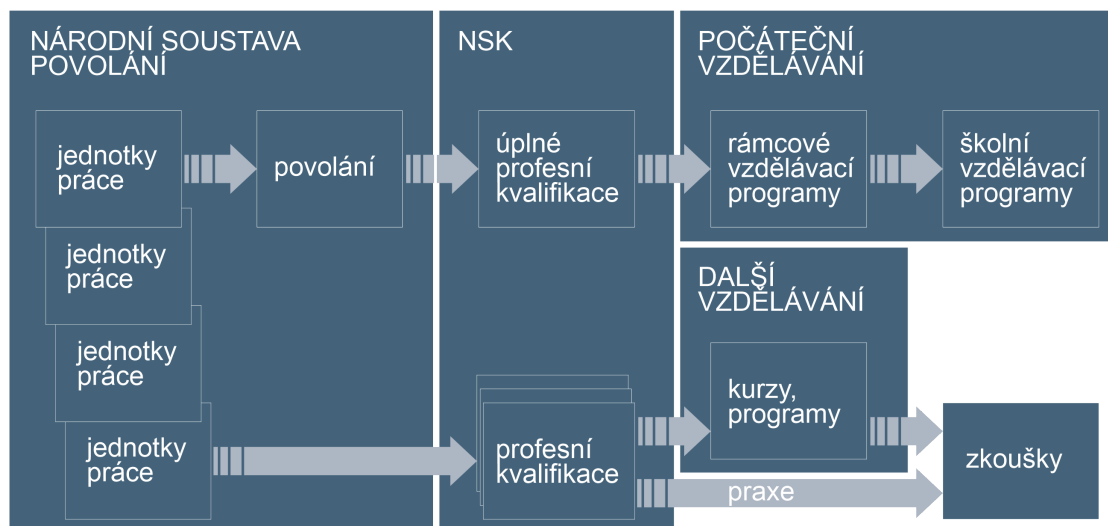 NÁRODNÍ SOUSTAVA
POVOLÁNÍ
NSK
POČÁTEČNÍ
VZDĚLÁVÁNÍ
jednotky
práce
povolání
úplné
profesní
kvalifikace
rámcové
vzdělávací
programy
školní
vzdělávací
programy
jednotky
práce
DALŠÍ
VZDĚLÁVÁNÍ
jednotky
práce
kurzy,
programy
jednotky
práce
profesní
kvalifikace
zkoušky
praxe